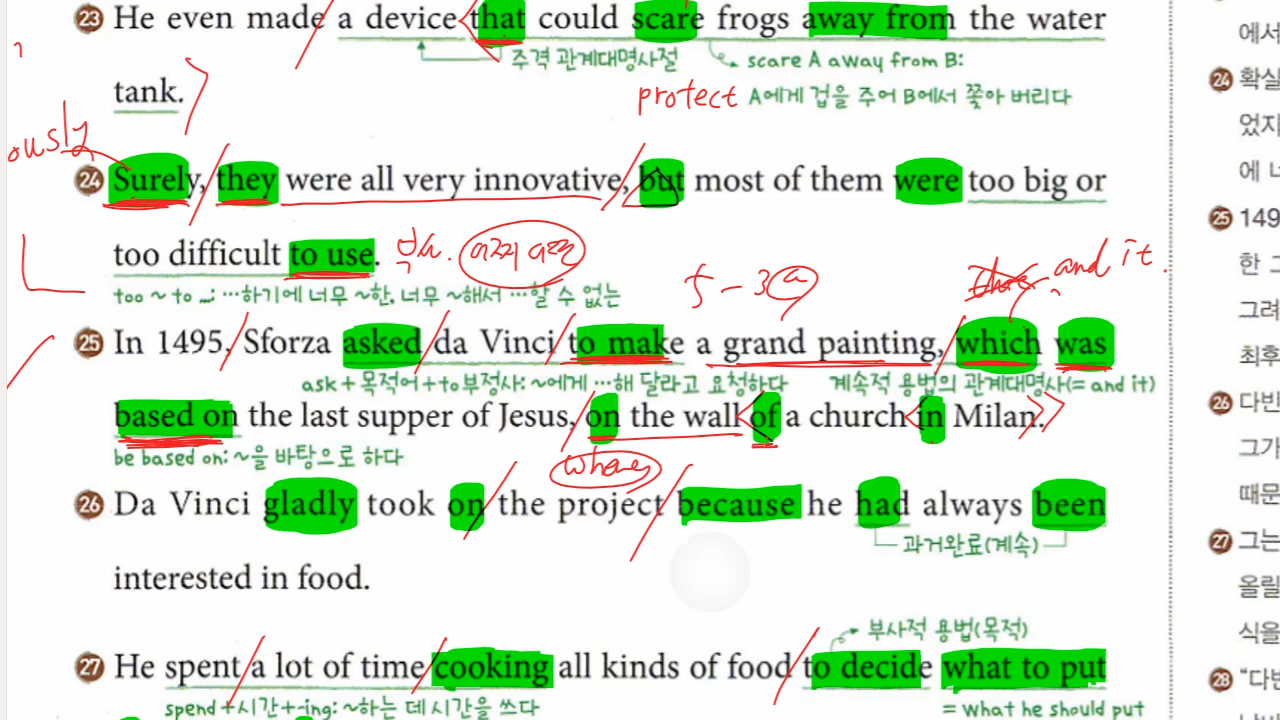 23 He even made a device that could scare frogs away from the water
주격 관계대명사절
scare A away from B:
tank.
protect
A에게 겁을 주어 B에서 쫓아 버리다
ously
24 Surely, they were all very innovative, but most of them were too big or
too difficult to use.
부사.
too ~ to ...: …하기에 너무 ~한, 너무 ~해서 …할 수 없는
5 - 3
and it.
25 In 1495, Sforza asked da Vinci to make a grand painting, which was
ask + 목적어 + to부정사: ~에게 …해 달라고 요청하다
계속적 용법의 관계대명사(= and it)
based on the last supper of Jesus, on the wall of a church in Milan.
be based on: ~을 바탕으로 하다
26 Da Vinci gladly took on the project because he had always been
과거완료(계속)
interested in food.
부사적 용법(목적)
27 He spent a lot of time cooking all kinds of food to decide what to put
spend +시간+-ing: ~하는 데 시간을 쓰다
= what he should put
에서
24 확실
었지
에 너
25 149
한 그
그려
최후
26 다빈
그가
때문
27 그는
올릴
식을
28 “다빈